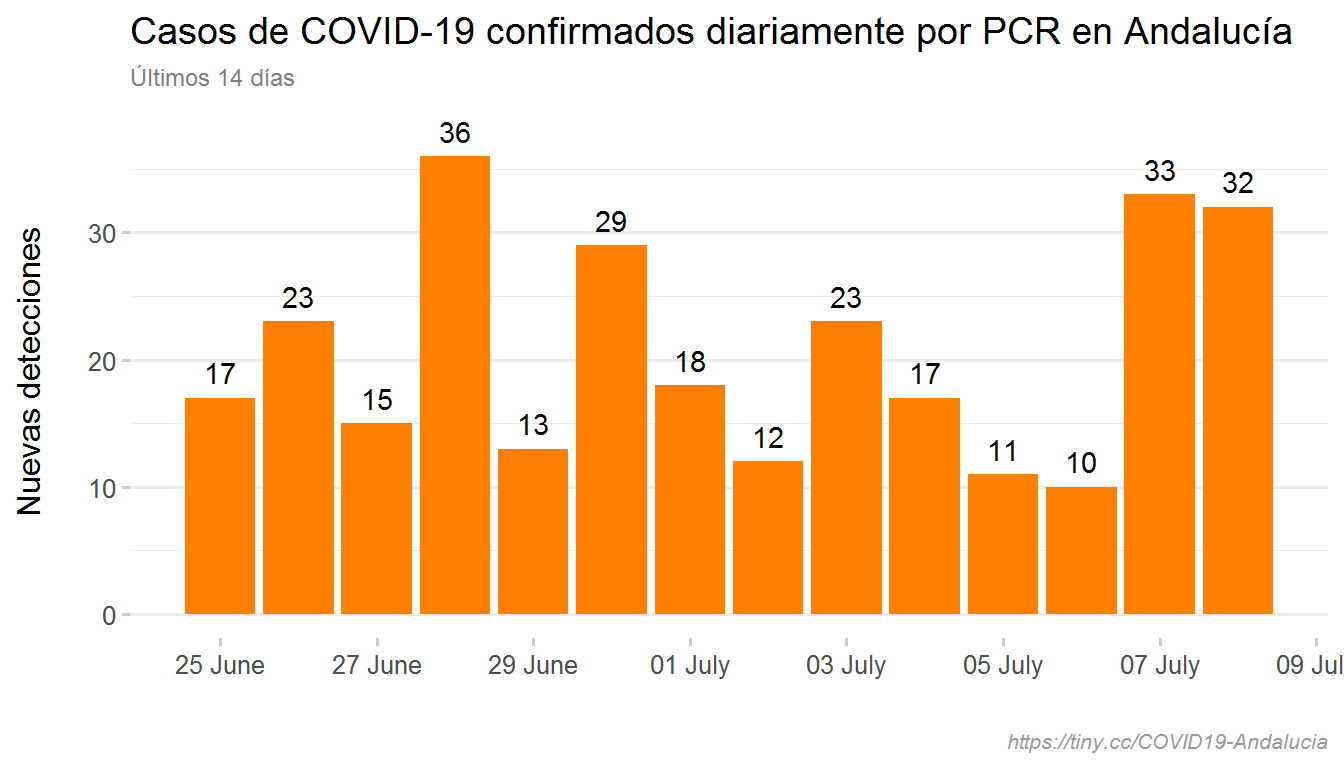 Casos de COVID-19 confirmados diariamente por PCR en Andalucía
Últimos 14 días
Nuevas detecciones
30
20
10
0
17
23
15
36
13
29
18
12
23
17
11
10
33
32
25 June
27 June
29 June
01 July
03 July
05 July
07 July
09 Jul
https://tiny.cc/COVID19-Andalucia